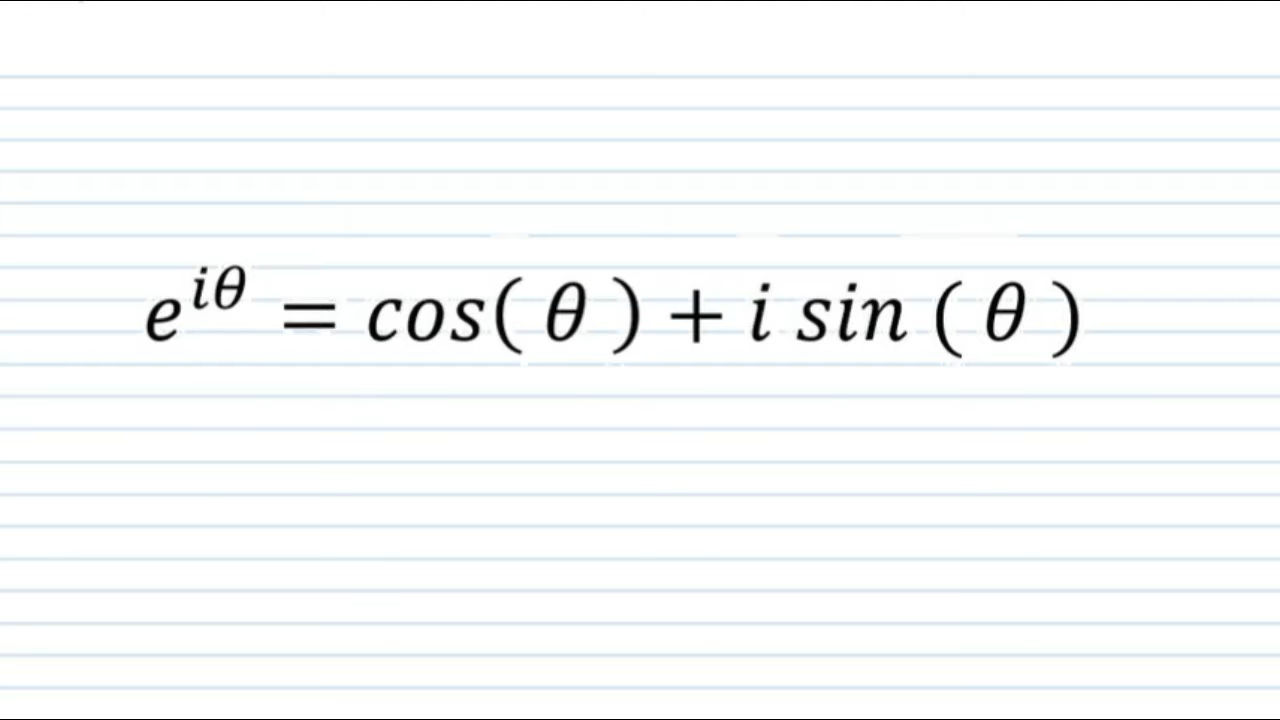 e^{iθ} = cos( θ ) + i sin ( θ )